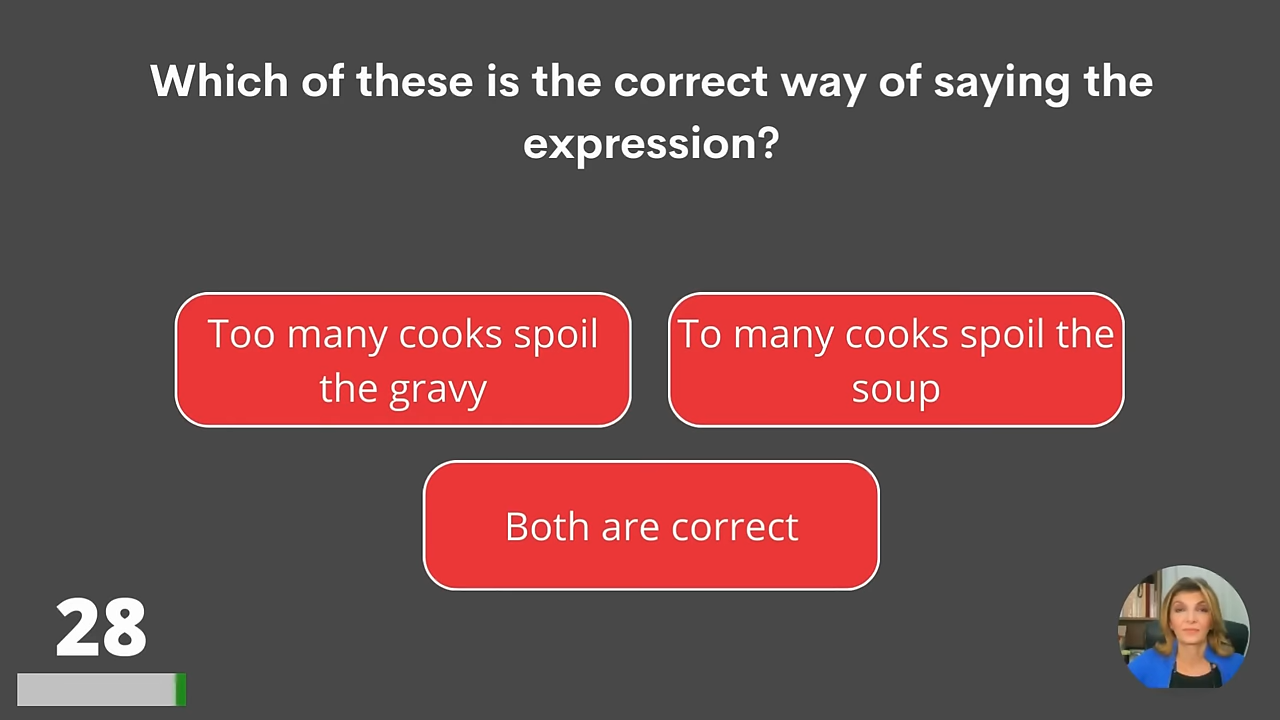 Which of these is the correct way of saying the
expression?
Too many cooks spoil
the gravy
To many cooks spoil the
soup
Both are correct
28